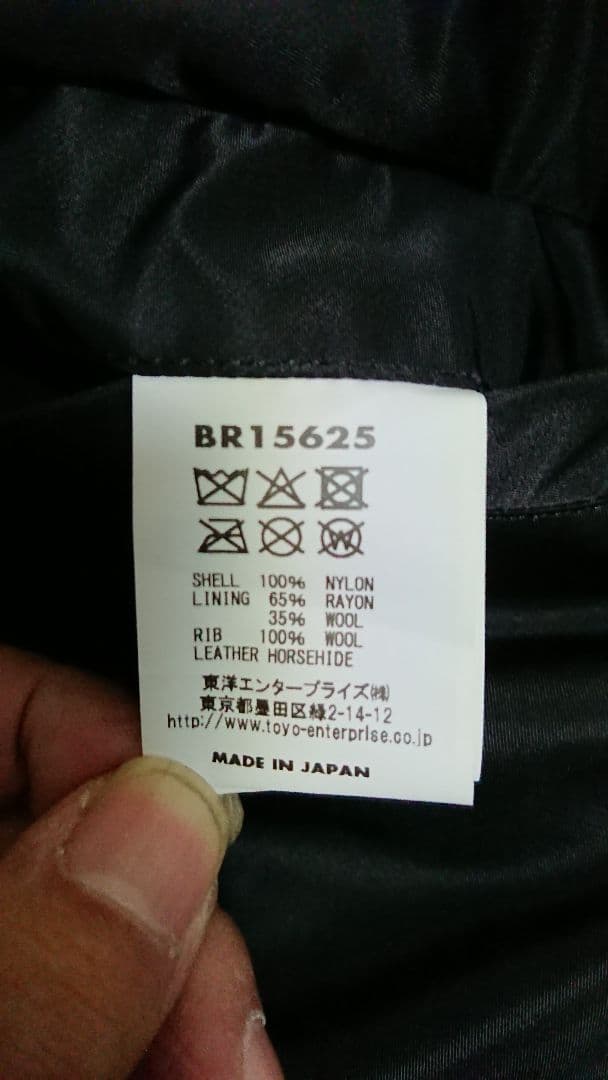 BR15625
SHELL 100% NYLON
LINING 65% RAYON
35% WOOL
RIB 100% WOOL
LEATHER HORSEHIDE
東洋エンタープライズ㈱
東京都墨田区緑2-14-12
http://www.toyo-enterprise.co.jp
MADE IN JAPAN